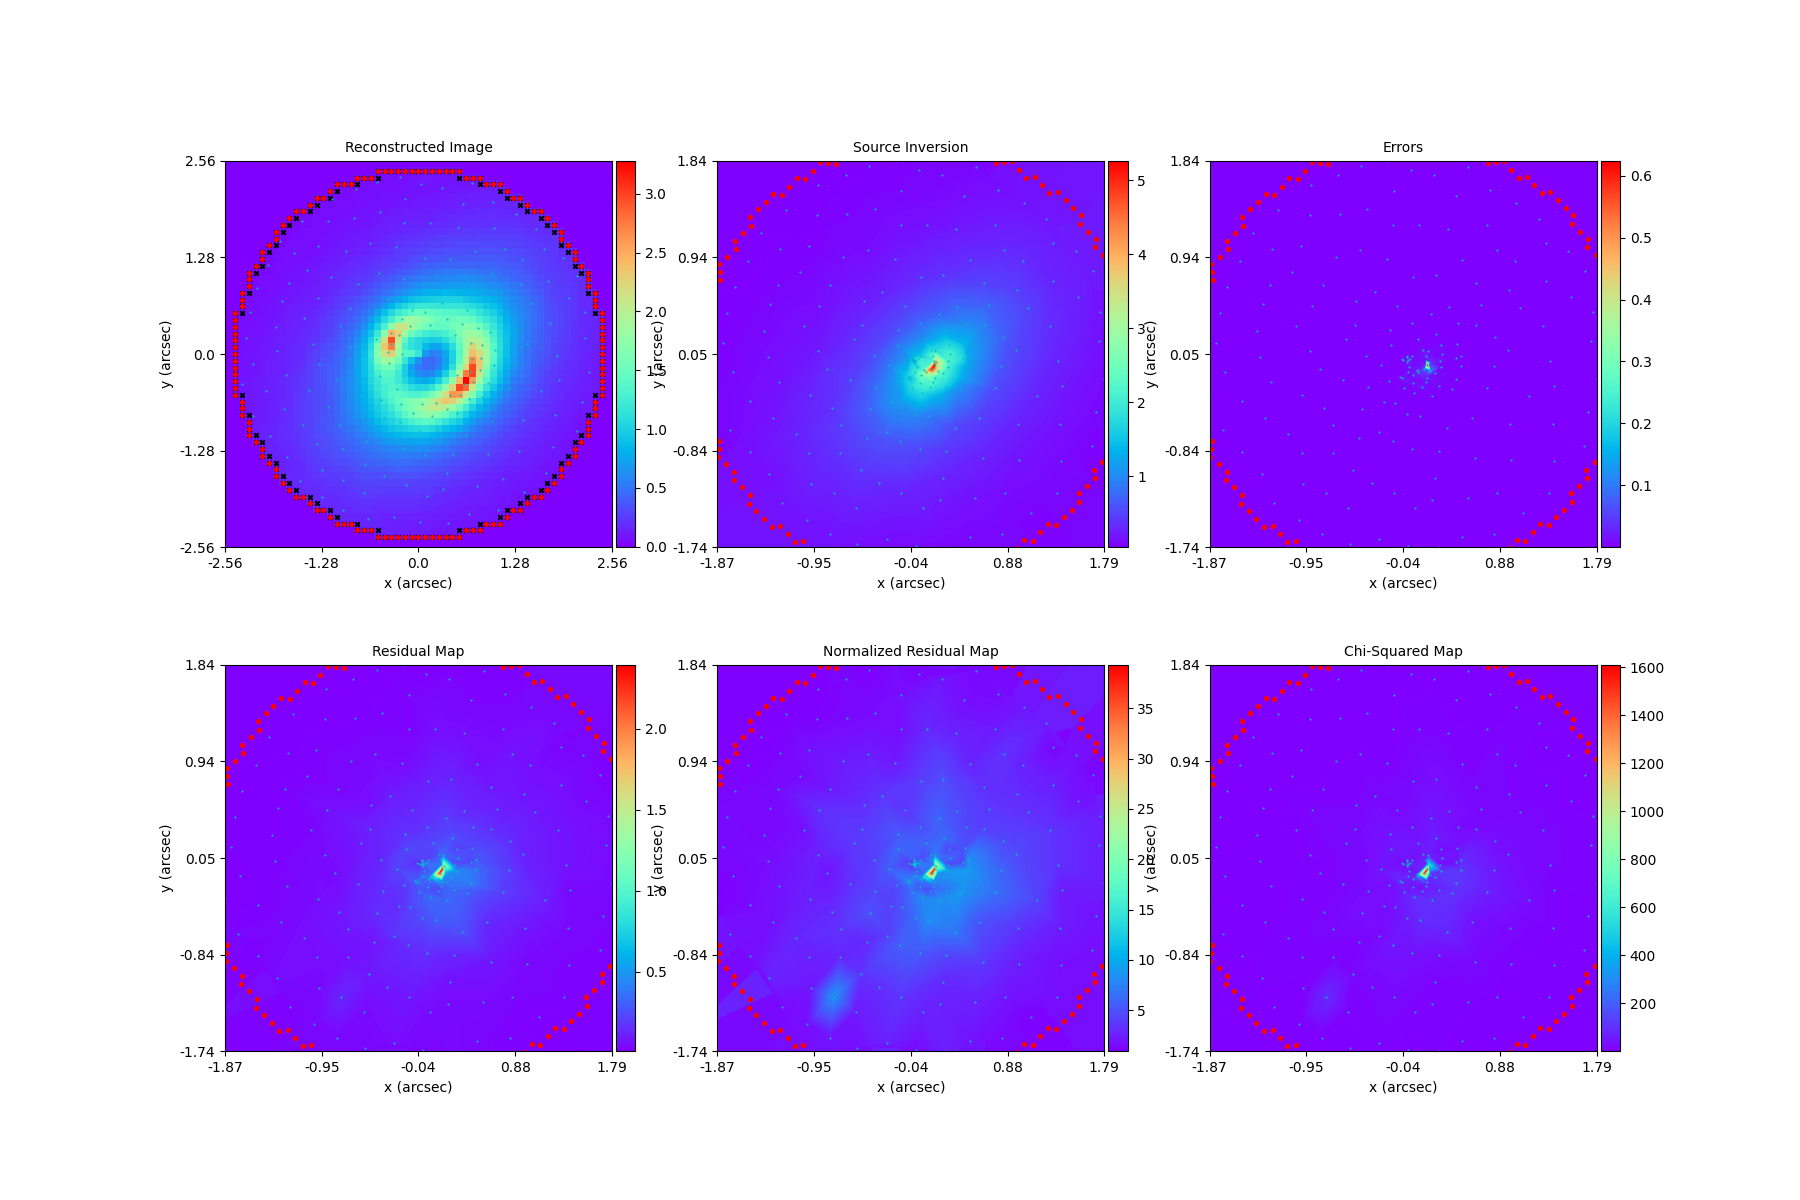 Reconstructed Image
2.56
1.28
0.0
-1.28
-2.56
y (arcsec)
-2.56 -1.28 0.0 1.28 2.56
x (arcsec)
3.0
2.5
2.0
1.5
1.0
0.5
0.0
Source Inversion
1.84
0.94
0.05
-0.84
-1.74
y (arcsec)
-1.87 -0.95 -0.04 0.88 1.79
x (arcsec)
5
4
3
2
1
Errors
1.84
0.94
0.05
-0.84
-1.74
y (arcsec)
-1.87 -0.95 -0.04 0.88 1.79
x (arcsec)
0.6
0.5
0.4
0.3
0.2
0.1
Residual Map
1.84
0.94
0.05
-0.84
-1.74
y (arcsec)
-1.87 -0.95 -0.04 0.88 1.79
x (arcsec)
2.0
1.5
1.0
0.5
Normalized Residual Map
1.84
0.94
0.05
-0.84
-1.74
y (arcsec)
-1.87 -0.95 -0.04 0.88 1.79
x (arcsec)
35
30
25
20
15
10
5
Chi-Squared Map
1.84
0.94
0.05
-0.84
-1.74
y (arcsec)
-1.87 -0.95 -0.04 0.88 1.79
x (arcsec)
1600
1400
1200
1000
800
600
400
200